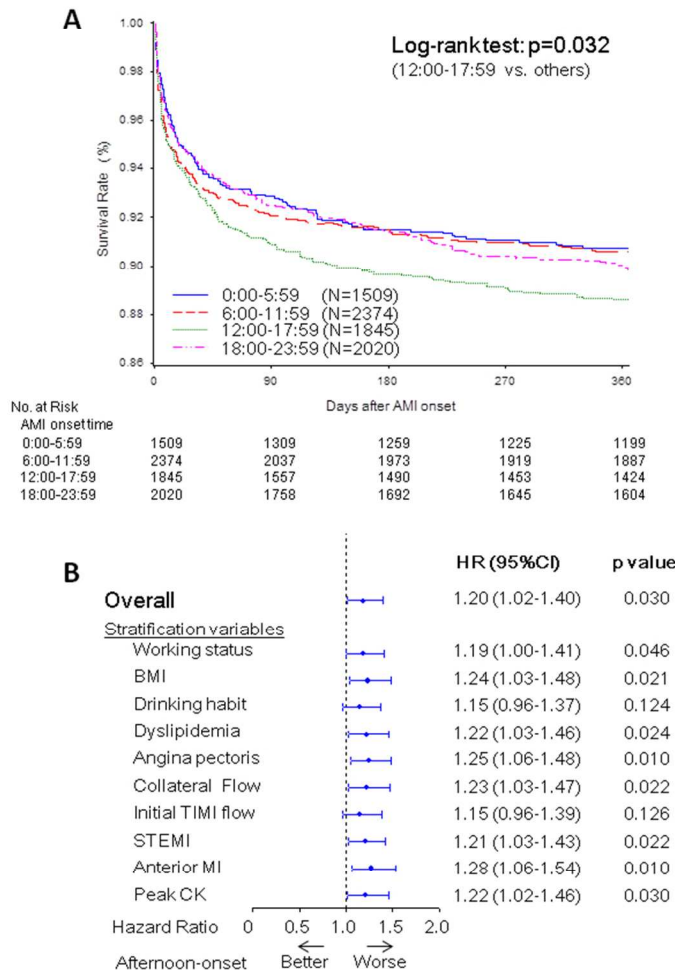 A
Log-rank test: p=0.032
(12:00-17:59 vs. others)
Survival Rate (%)
1.00
0.98
0.96
0.94
0.92
0.90
0.88
0.86
0:00-5:59 (N=1509)
6:00-11:59 (N=2374)
12:00-17:59 (N=1845)
18:00-23:59 (N=2020)
0 90 180 270 360
Days after AMI onset
No. at Risk
AMI onset time
0:00-5:59 1509 1309 1259 1225 1199
6:00-11:59 2374 2037 1973 1919 1887
12:00-17:59 1845 1557 1490 1453 1424
18:00-23:59 2020 1758 1692 1645 1604
B
HR (95%CI) p value
Overall 1.20 (1.02-1.40) 0.030
Stratification variables
Working status 1.19 (1.00-1.41) 0.046
BMI 1.24 (1.03-1.48) 0.021
Drinking habit 1.15 (0.96-1.37) 0.124
Dyslipidemia 1.22 (1.03-1.46) 0.024
Angina pectoris 1.25 (1.06-1.48) 0.010
Collateral Flow 1.23 (1.03-1.47) 0.022
Initial TIMI flow 1.15 (0.96-1.39) 0.126
STEMI 1.21 (1.03-1.43) 0.022
Anterior MI 1.28 (1.06-1.54) 0.010
Peak CK 1.22 (1.02-1.46) 0.030
Hazard Ratio 0 0.5 1.0 1.5 2.0
Afternoon-onset Better Worse